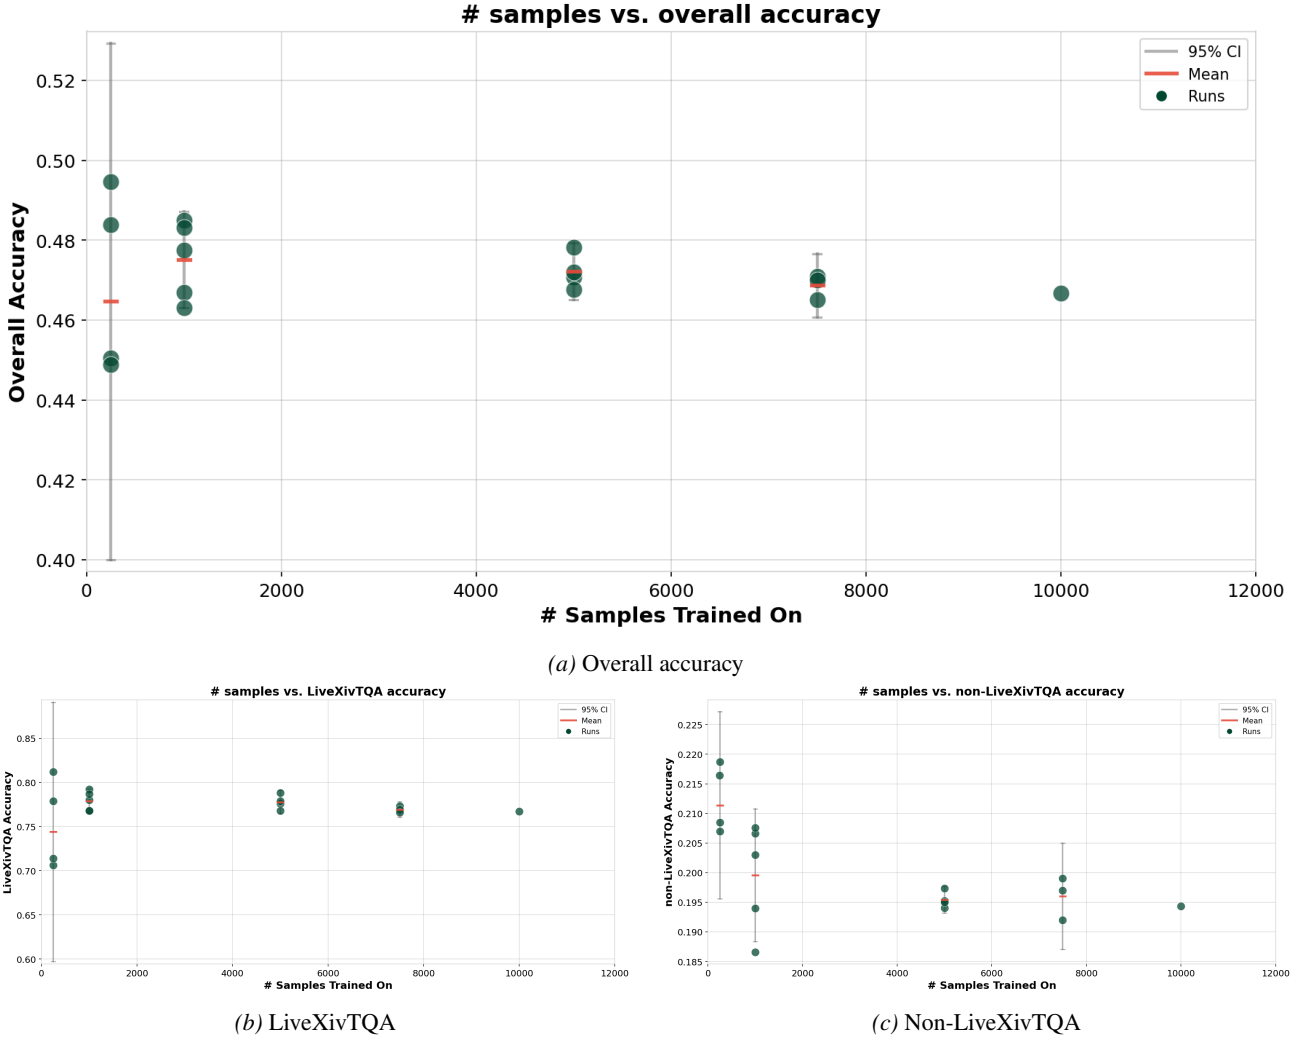 # samples vs. overall accuracy
95% CI
Mean
Runs
Overall Accuracy
0.52
0.50
0.48
0.46
0.44
0.42
0.40
0 2000 4000 6000 8000 10000 12000
# Samples Trained On
(a) Overall accuracy
# samples vs. LiveXivTQA accuracy
95% CI
Mean
Runs
LiveXivTQA Accuracy
0.85
0.80
0.75
0.70
0.65
0.60
0 2000 4000 6000 8000 10000 12000
# Samples Trained On
(b) LiveXivTQA
# samples vs. non-LiveXivTQA accuracy
95% CI
Mean
Runs
non-LiveXivTQA Accuracy
0.225
0.220
0.215
0.210
0.205
0.200
0.195
0.190
0.185
0 2000 4000 6000 8000 10000 12000
# Samples Trained On
(c) Non-LiveXivTQA